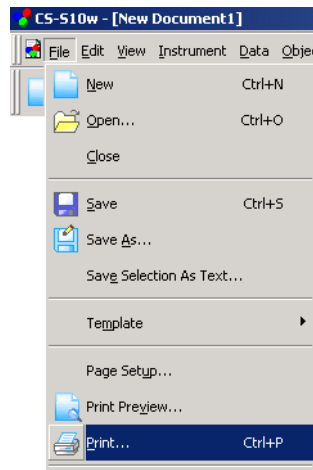 CS-S10w - [New Document1]
File Edit View Instrument Data Obje
New Ctrl+N
Open... Ctrl+O
Close
Save Ctrl+S
Save As...
Save Selection As Text...
Template
Page Setup...
Print Preview...
Print... Ctrl+P